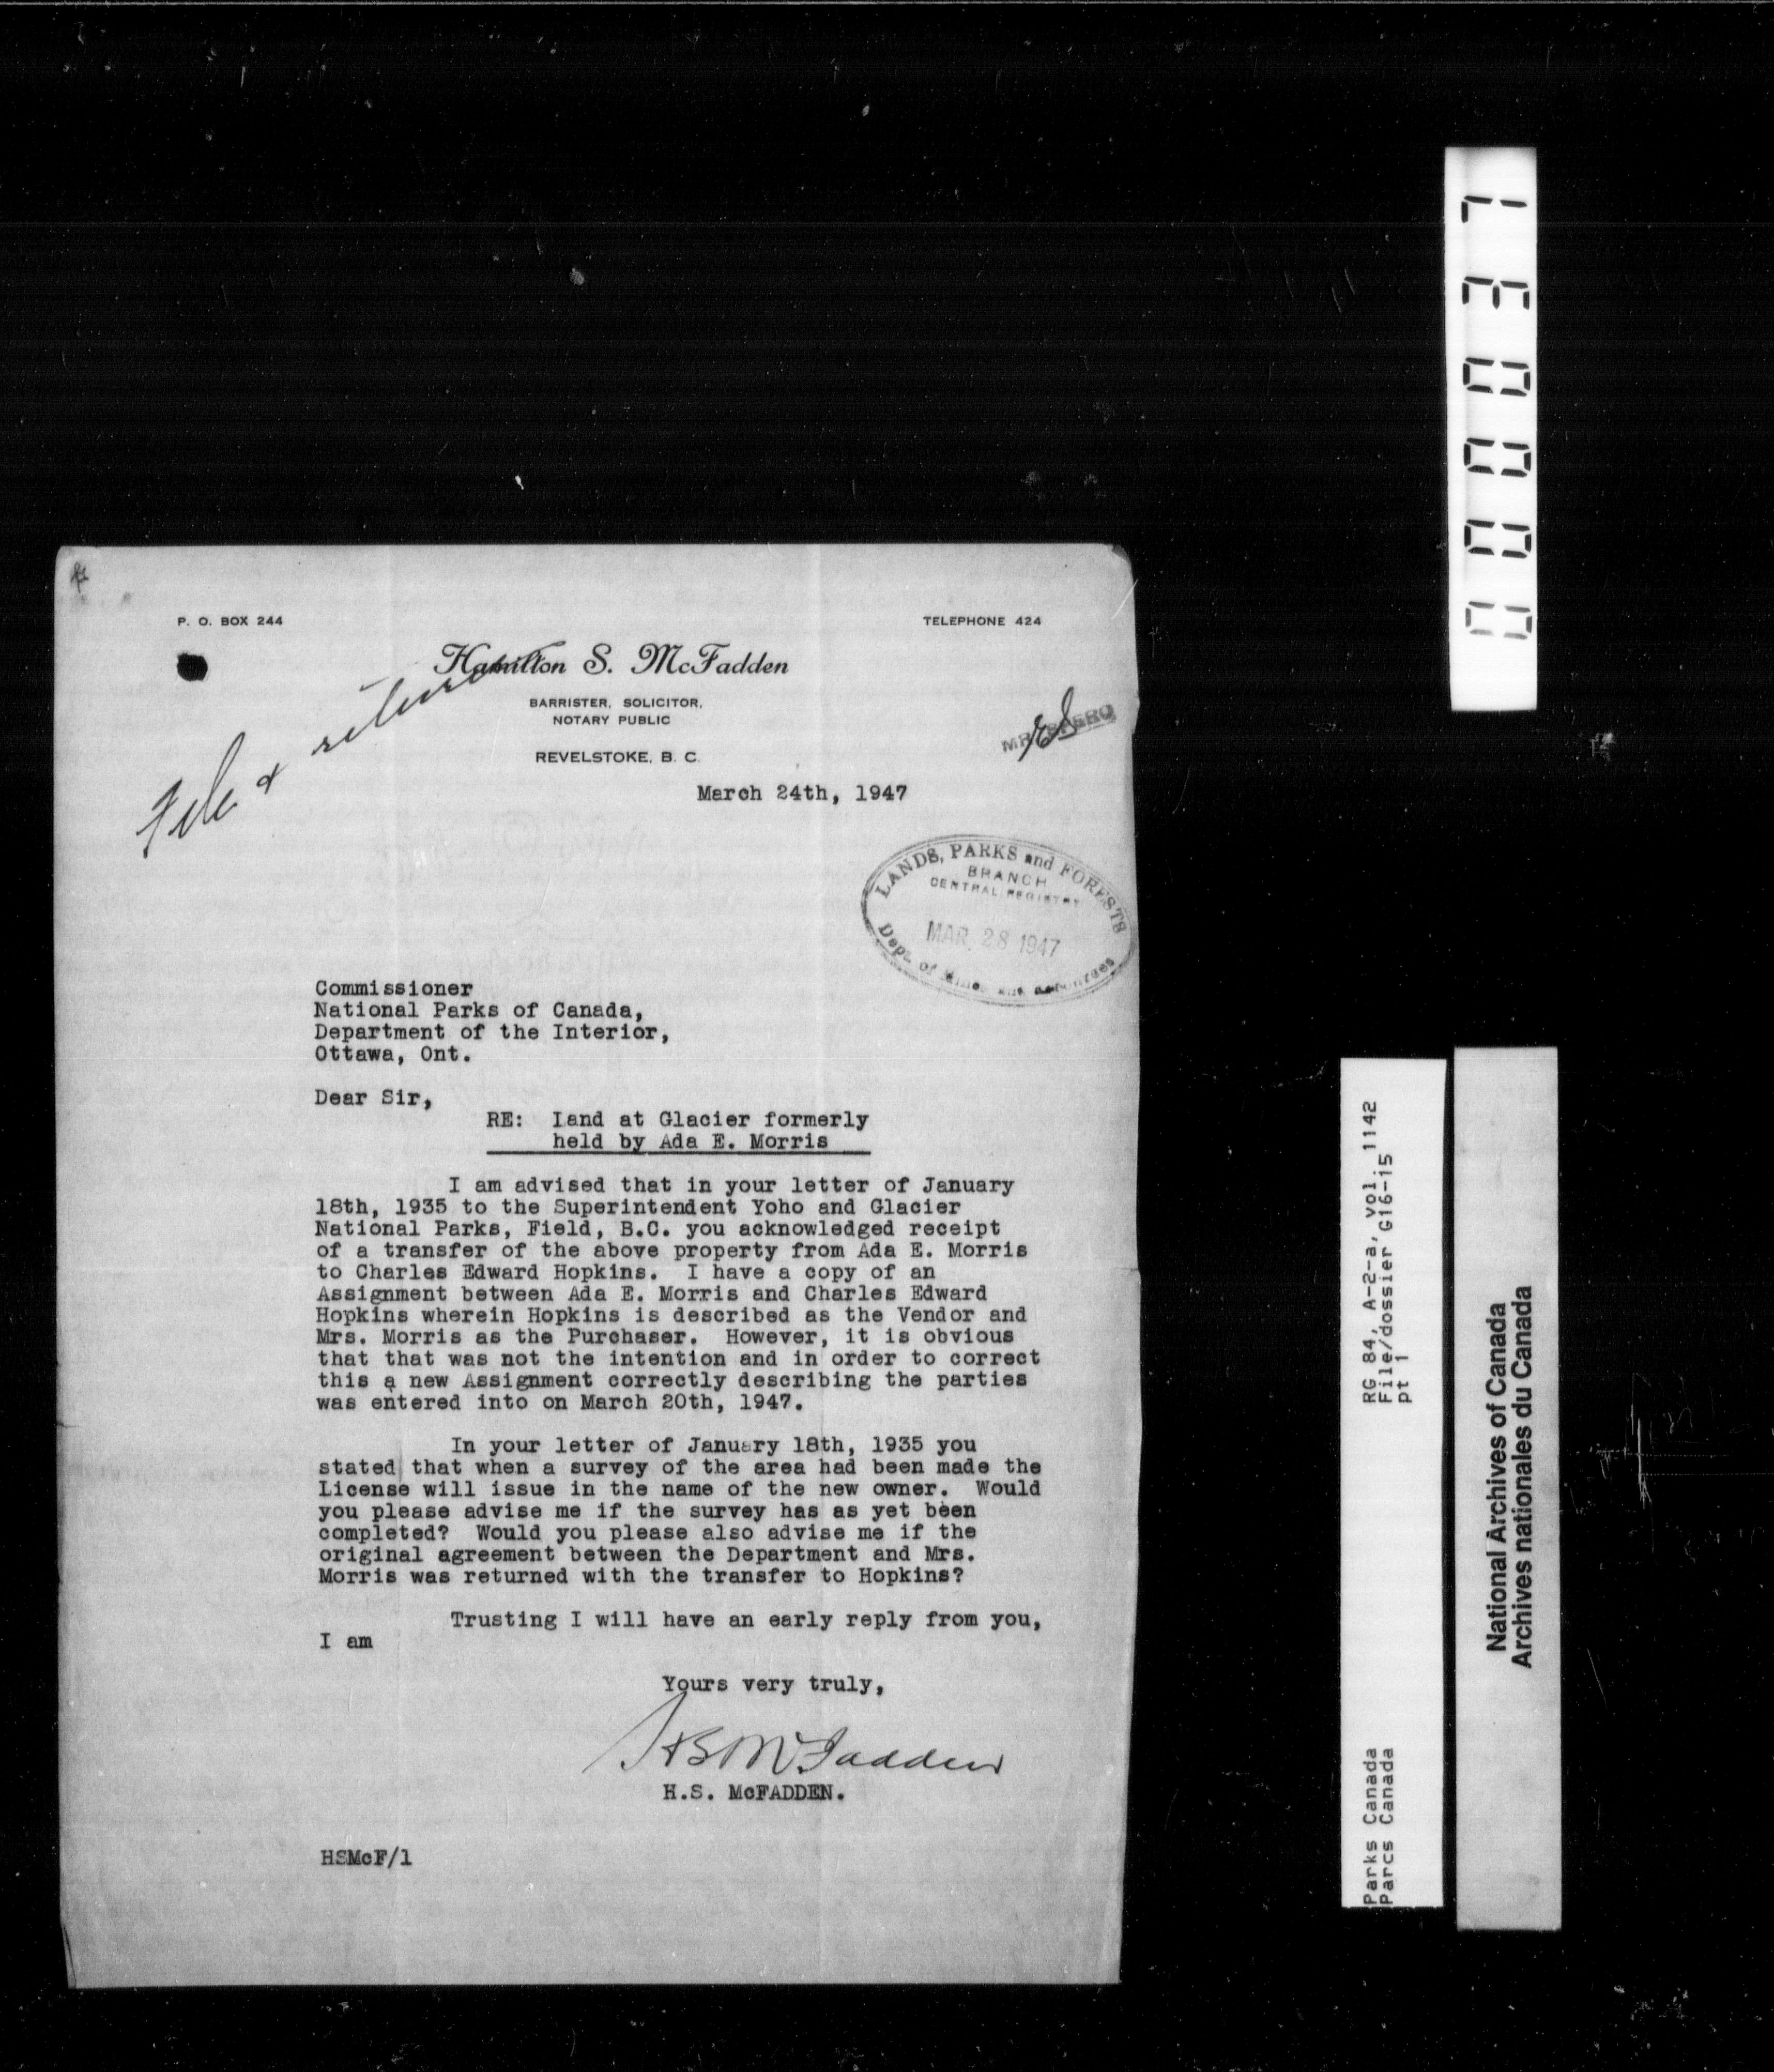 P. O. BOX 244
TELEPHONE 424
Hamilton S. McFadden
BARRISTER, SOLICITOR,
NOTARY PUBLIC
REVELSTOKE, B. C.
File & return
MR. SPERO
March 24th, 1947
LANDS, PARKS and FORESTS
BRANCH
CENTRAL REGISTRY
MAR 28 1947
Dept. of Mines and Resources
Commissioner
National Parks of Canada,
Department of the Interior,
Ottawa, Ont.
Dear Sir,
RE: Land at Glacier formerly
held by Ada E. Morris
I am advised that in your letter of January
18th, 1935 to the Superintendent Yoho and Glacier
National Parks, Field, B.C. you acknowledged receipt
of a transfer of the above property from Ada E. Morris
to Charles Edward Hopkins. I have a copy of an
Assignment between Ada E. Morris and Charles Edward
Hopkins wherein Hopkins is described as the Vendor and
Mrs. Morris as the Purchaser. However, it is obvious
that that was not the intention and in order to correct
this a new Assignment correctly describing the parties
was entered into on March 20th, 1947.
In your letter of January 18th, 1935 you
stated that when a survey of the area had been made the
License will issue in the name of the new owner. Would
you please advise me if the survey has as yet been
completed? Would you please also advise me if the
original agreement between the Department and Mrs.
Morris was returned with the transfer to Hopkins?
Trusting I will have an early reply from you,
I am
Yours very truly,
HS McFadden
H.S. McFADDEN.
HSMcF/l
000037
RG 84, A-2-a, vol. 1142
File/dossier G16-15
pt 1
Parks Canada
Parcs Canada
National Archives of Canada
Archives nationales du Canada